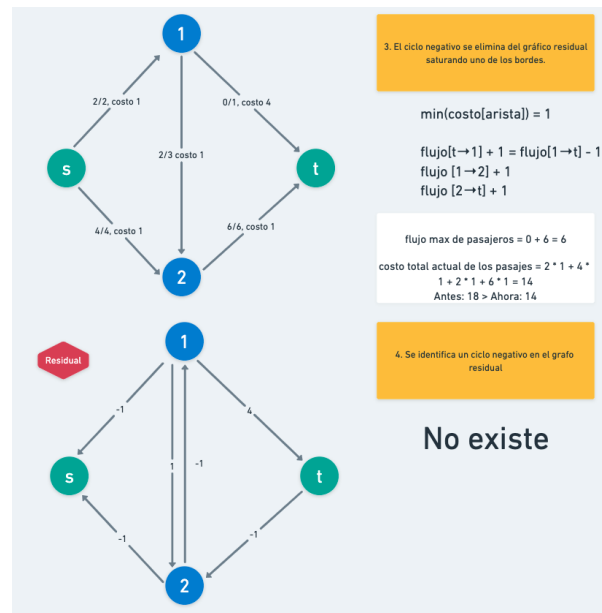 1
3. El ciclo negativo se elimina del gráfico residual
saturando uno de los bordes.
2/2, costo 1
0/1, costo 4
min(costo[arista]) = 1
2/3 costo 1
flujo[t→1] + 1 = flujo[1→t] - 1
flujo [1→2] + 1
flujo [2→t] + 1
s
t
4/4, costo 1
6/6, costo 1
flujo max de pasajeros = 0 + 6 = 6
costo total actual de los pasajes = 2 * 1 + 4 *
1 + 2 * 1 + 6 * 1 = 14
Antes: 18 > Ahora: 14
2
1
Residual
4. Se identifica un ciclo negativo en el grafo
residual
-1
4
No existe
1
-1
s
t
-1
-1
2